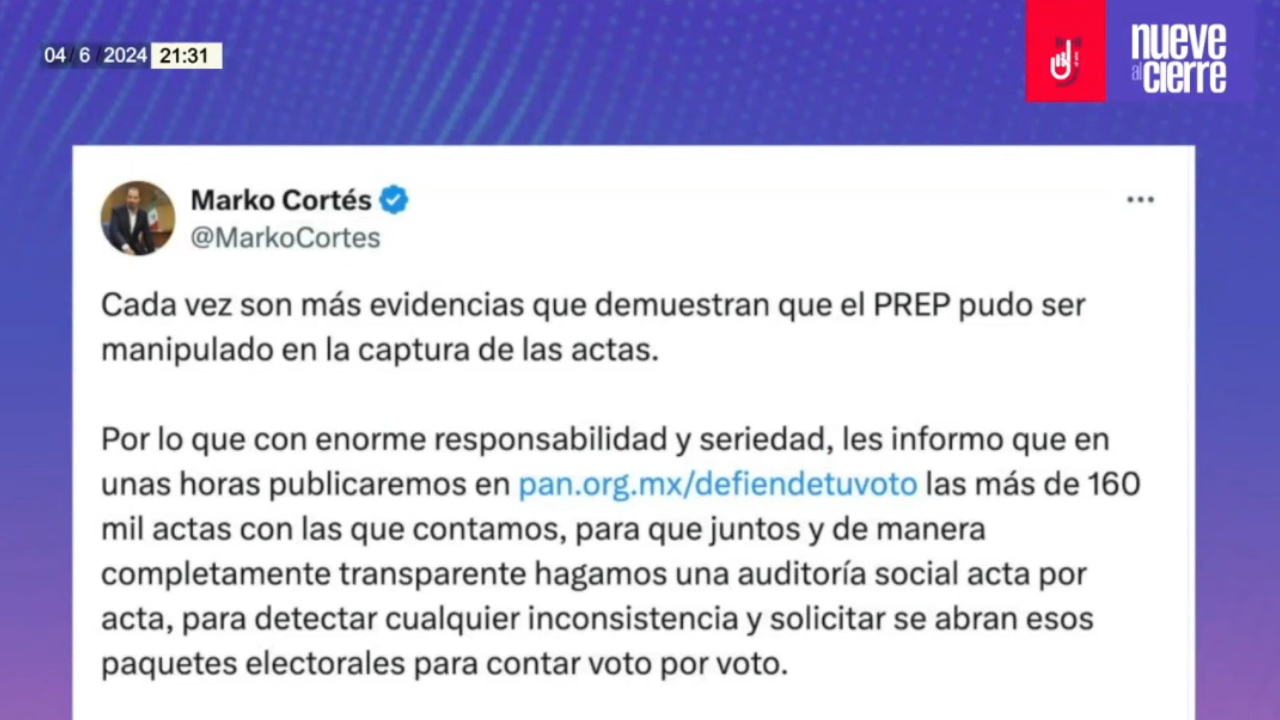 04 / 6 / 2024 21:31
nueve
al cierre
Marko Cortés
@MarkoCortes
Cada vez son más evidencias que demuestran que el PREP pudo ser
manipulado en la captura de las actas.
Por lo que con enorme responsabilidad y seriedad, les informo que en
unas horas publicaremos en pan.org.mx/defiendetuvoto las más de 160
mil actas con las que contamos, para que juntos y de manera
completamente transparente hagamos una auditoría social acta por
acta, para detectar cualquier inconsistencia y solicitar se abran esos
paquetes electorales para contar voto por voto.